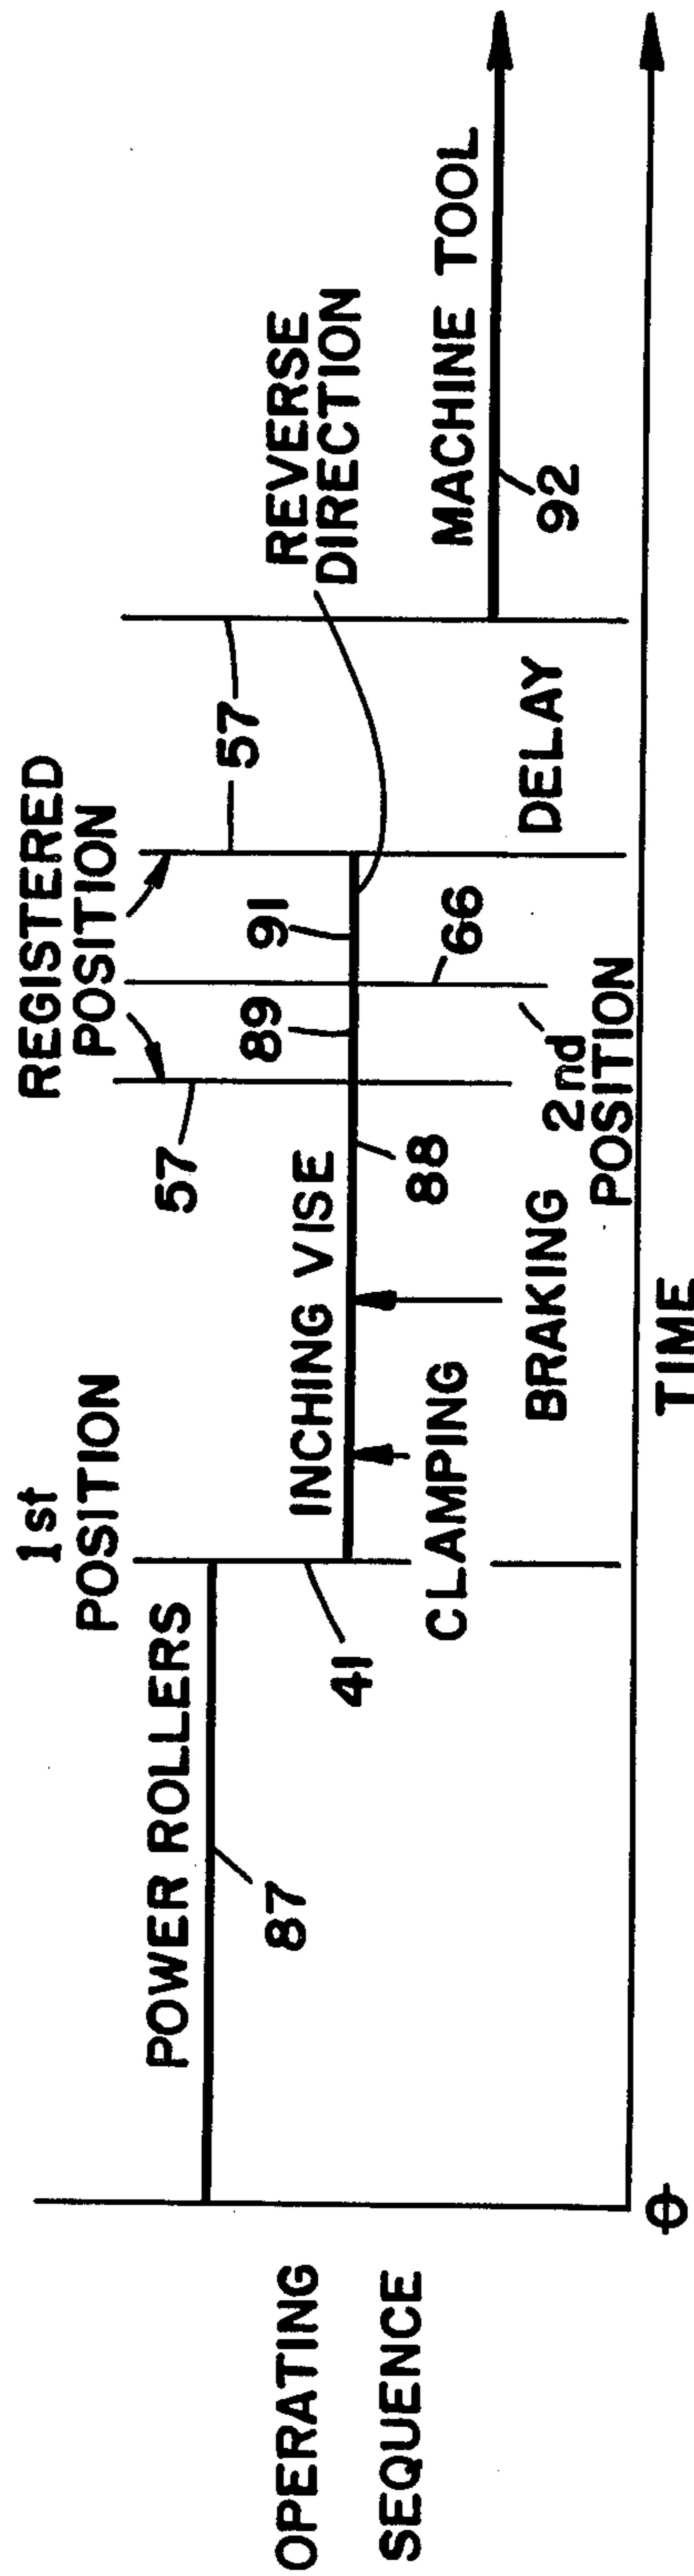 OPERATING
SEQUENCE
POWER ROLLERS
87
1st
POSITION
41
INCHING VISE
CLAMPING
BRAKING
88
57
REGISTERED
POSITION
89
91
66
2nd
POSITION
57
DELAY
REVERSE
DIRECTION
MACHINE TOOL
92
Φ
TIME